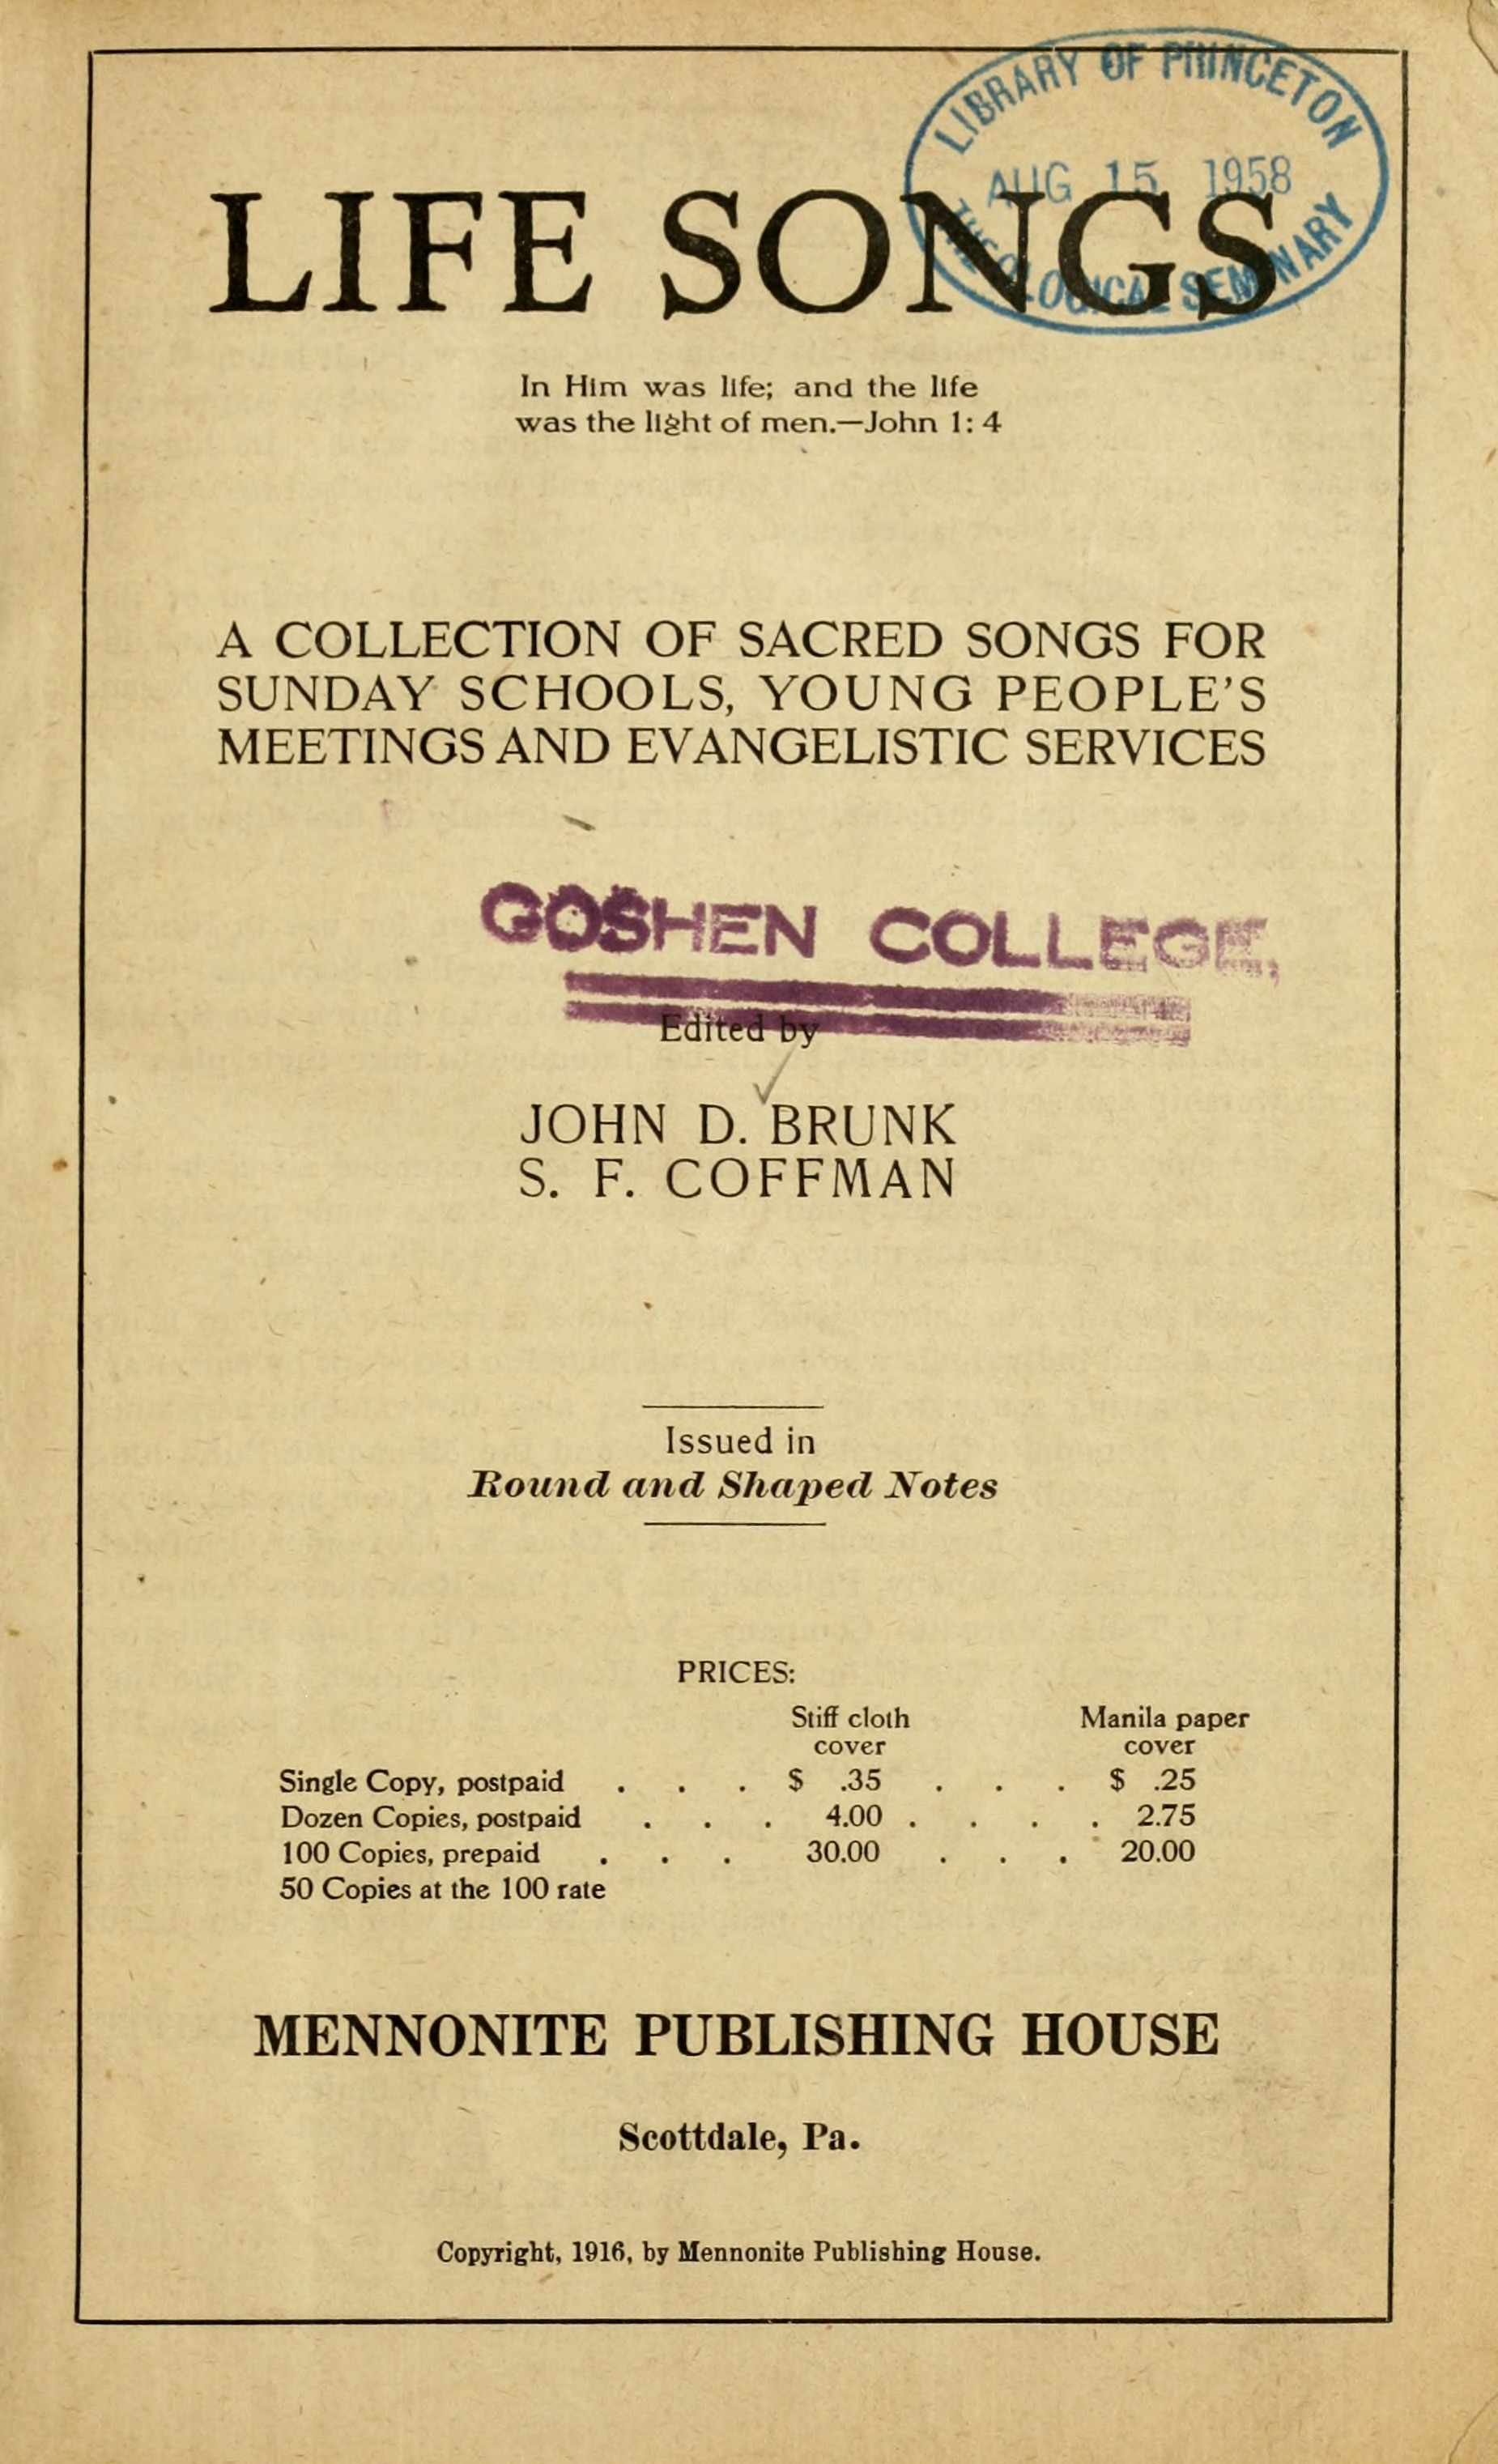 LIBRARY OF PRINCETON
AUG 15 1958
THEOLOGICAL SEMINARY
LIFE SONGS
In Him was life; and the life
was the light of men.—John 1: 4
A COLLECTION OF SACRED SONGS FOR
SUNDAY SCHOOLS, YOUNG PEOPLE'S
MEETINGS AND EVANGELISTIC SERVICES
GOSHEN COLLEGE,
Edited by
JOHN D. BRUNK
S. F. COFFMAN
Issued in
Round and Shaped Notes
PRICES:
Stiff cloth Manila paper
cover cover
Single Copy, postpaid . . . $ .35 . . . $ .25
Dozen Copies, postpaid . . . 4.00 . . . . 2.75
100 Copies, prepaid . . . 30.00 . . . 20.00
50 Copies at the 100 rate
MENNONITE PUBLISHING HOUSE
Scottdale, Pa.
Copyright, 1916, by Mennonite Publishing House.